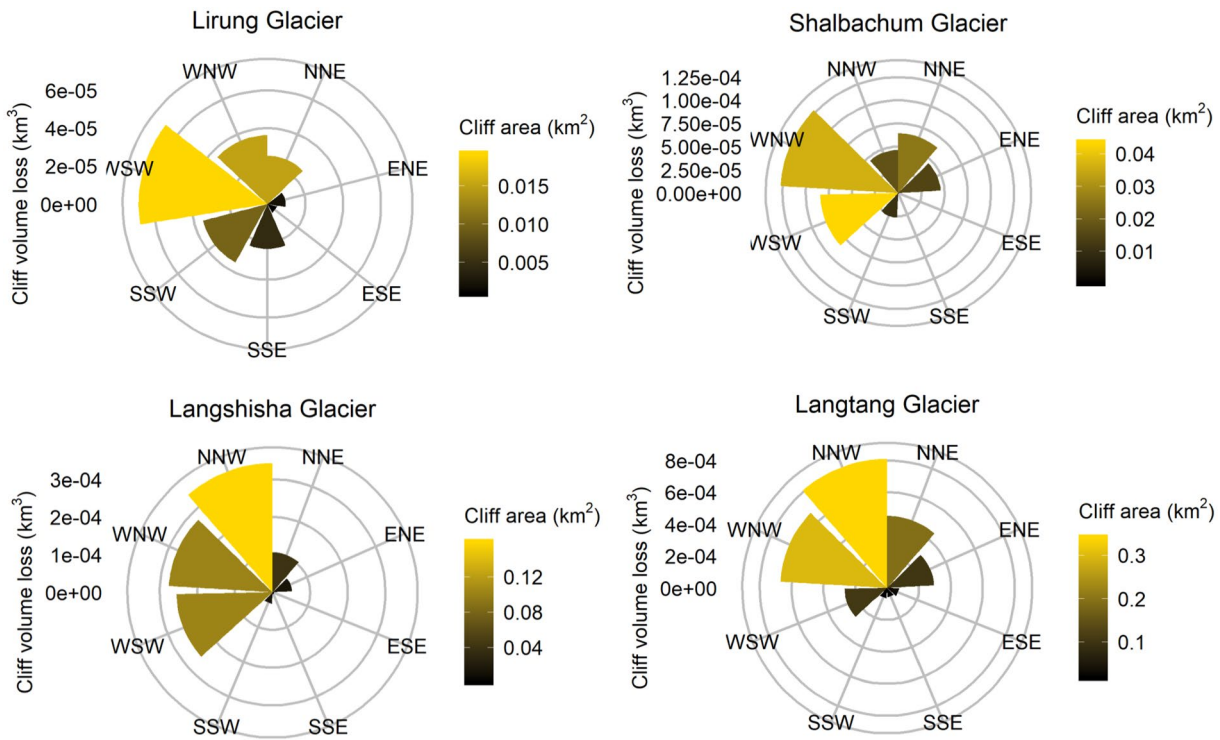 Lirung Glacier
WNW
NNE
6e-05
4e-05
2e-05
0e+00
Cliff volume loss (km³)
WSW
ENE
SSW
ESE
SSE
Cliff area (km²)
0.015
0.010
0.005
Shalbachum Glacier
NNW
NNE
1.25e-04
1.00e-04
7.50e-05
5.00e-05
2.50e-05
0.00e+00
Cliff volume loss (km³)
WNW
ENE
WSW
ESE
SSW
SSE
Cliff area (km²)
0.04
0.03
0.02
0.01
Langshisha Glacier
NNW
NNE
3e-04
2e-04
1e-04
0e+00
Cliff volume loss (km³)
WNW
ENE
WSW
ESE
SSW
SSE
Cliff area (km²)
0.12
0.08
0.04
Langtang Glacier
NNW
NNE
8e-04
6e-04
4e-04
2e-04
0e+00
Cliff volume loss (km³)
WNW
ENE
WSW
ESE
SSW
SSE
Cliff area (km²)
0.3
0.2
0.1